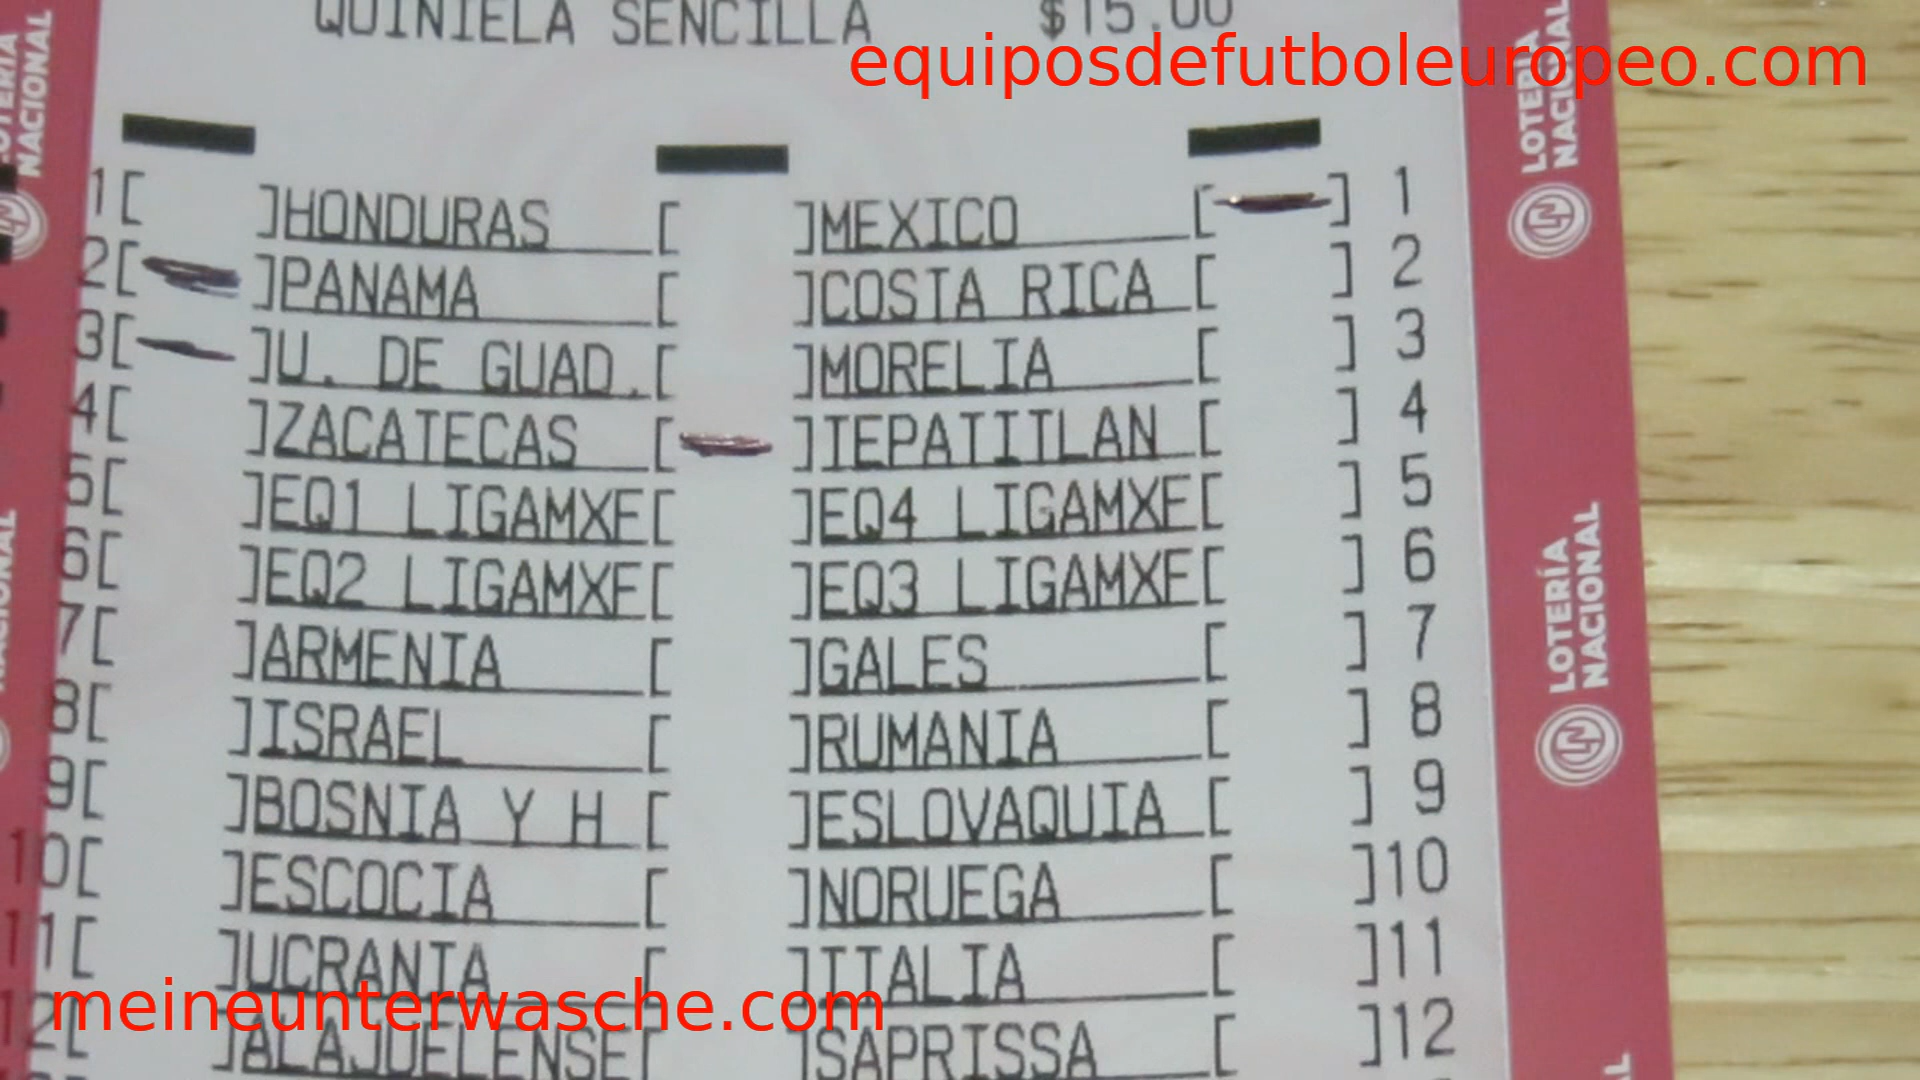 QUINIELA SENCILLA $15.00
equiposdefutboleuropeo.com
1[ ]HONDURAS [ ]MEXICO [ ] 1
2[ ]PANAMA [ ]COSTA RICA [ ] 2
3[ ]U. DE GUAD.[ ]MORELIA [ ] 3
4[ ]ZACATECAS [ ]TEPATITLAN [ ] 4
5[ ]EQ1 LIGAMXF[ ]EQ4 LIGAMXF[ ] 5
6[ ]EQ2 LIGAMXF[ ]EQ3 LIGAMXF[ ] 6
7[ ]ARMENIA [ ]GALES [ ] 7
8[ ]ISRAEL [ ]RUMANIA [ ] 8
9[ ]BOSNIA Y H [ ]ESLOVAQUIA [ ] 9
10[ ]ESCOCIA [ ]NORUEGA [ ]10
11[ ]UCRANIA [ ]ITALIA [ ]11
12[ ]ALAJUELENSE[ ]SAPRISSA [ ]12
meineunterwasche.com
LOTERÍA
NACIONAL
LOTERÍA
NACIONAL
LOTERÍA
NACIONAL
NACIONAL